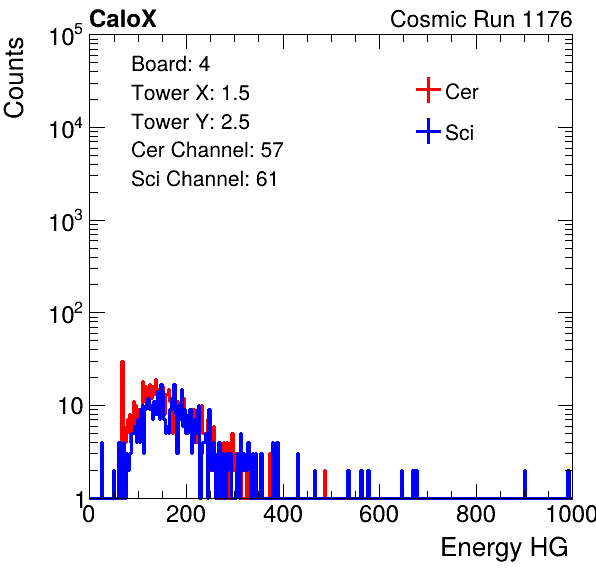 CaloX Cosmic Run 1176
Counts
10^5
10^4
10^3
10^2
10
1
Board: 4
Tower X: 1.5
Tower Y: 2.5
Cer Channel: 57
Sci Channel: 61
Cer
Sci
0 200 400 600 800 1000
Energy HG